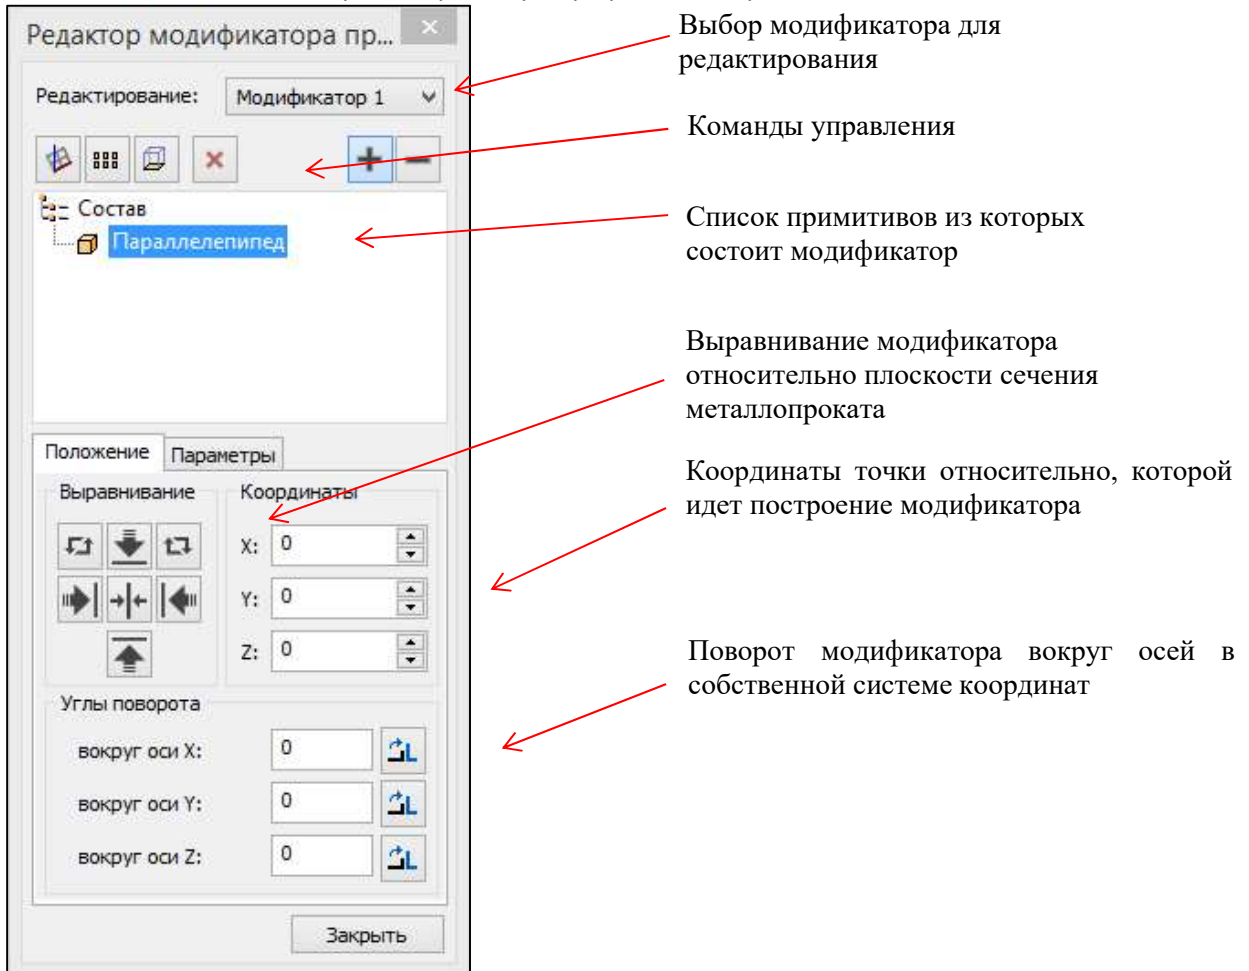 Редактор модификатора пр...
Редактирование: Модификатор 1
Состав
Параллелепипед
Положение Параметры
Выравнивание Координаты
X: 0
Y: 0
Z: 0
Углы поворота
вокруг оси X: 0
вокруг оси Y: 0
вокруг оси Z: 0
Закрыть
Выбор модификатора для
редактирования
Команды управления
Список примитивов из которых
состоит модификатор
Выравнивание модификатора
относительно плоскости сечения
металлопроката
Координаты точки относительно, которой
идет построение модификатора
Поворот модификатора вокруг осей в
собственной системе координат